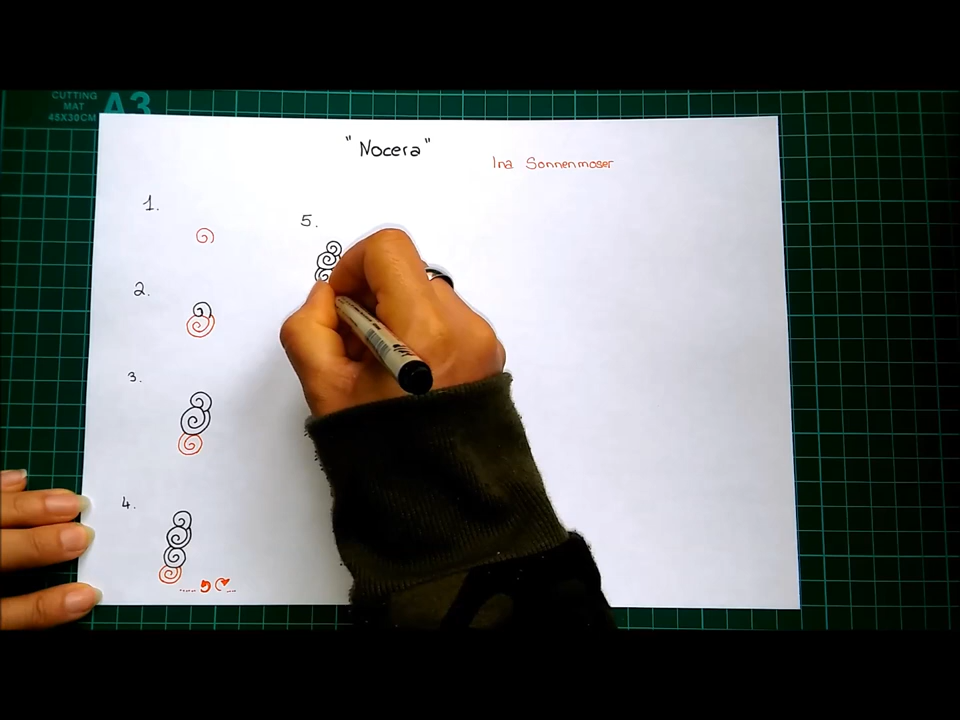 CUTTING
MAT
45X30CM
A3
"Nocera"
Ina Sonnenmoser
1.
2.
3.
4.
5.